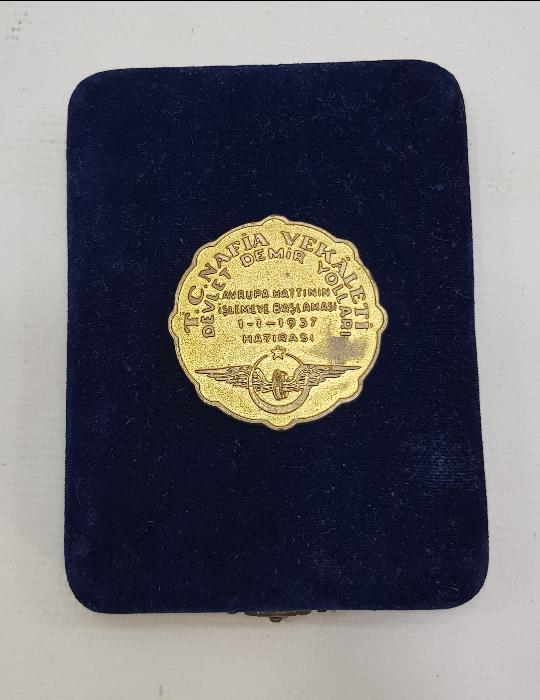 T.C. NAFİA VEKÂLETİ
DEVLET DEMİR YOLLARI
AVRUPA HATTININ
İŞLEMEYE BAŞLAMASI
1-1-1937
HATIRASI